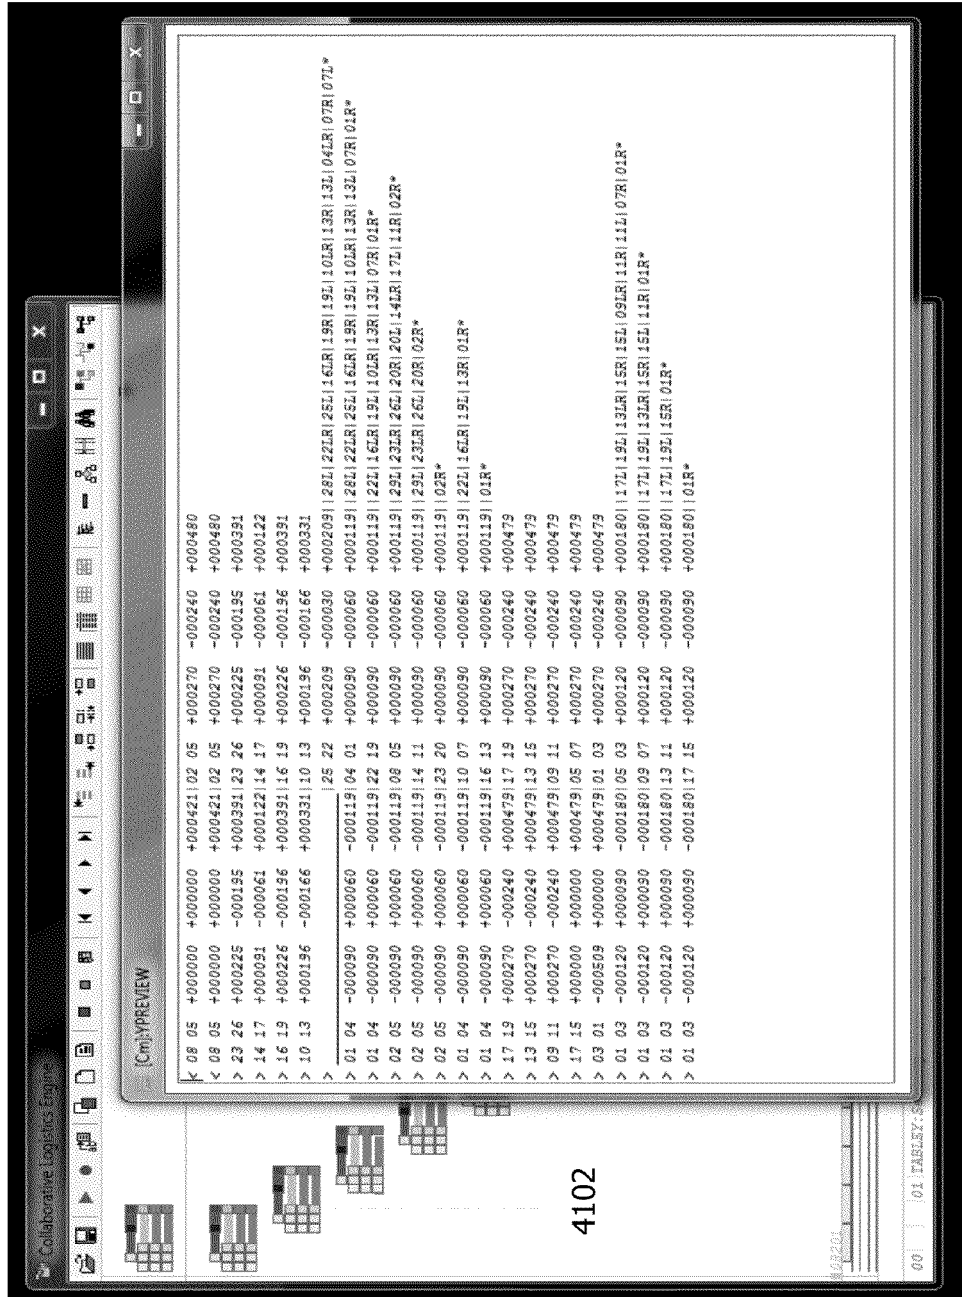 Collaborative Logistics Engine
[Cm]:YPREVIEW
< 08 05 +000000 +000000 +000421|02 05 +000270 -000240 +000480
< 08 05 +000000 +000000 +000421|02 05 +000270 -000240 +000480
> 23 26 +000225 -000195 +000391|23 26 +000225 -000195 +000391
> 14 17 +000091 -000061 +000122|14 17 +000091 -000061 +000122
> 16 19 +000226 -000196 +000391|16 19 +000226 -000196 +000391
> 10 13 +000196 -000166 +000331|10 13 +000196 -000166 +000331
> |25 22 +000209 -000030 +000209||28L|22LR|25L|16LR|19R|19L|10LR|13R|13L|04LR|07R|07L*
> 01 04 -000090 +000060 -000119|04 01 +000090 -000060 +000119||28L|22LR|25L|16LR|19R|19L|10LR|13R|13L|07R|01R*
> 01 04 -000090 +000060 -000119|22 19 +000090 -000060 +000119||22L|16LR|19L|10LR|13R|13L|07R|01R*
> 02 05 -000090 +000060 -000119|08 05 +000090 -000060 +000119||29L|23LR|26L|20R|20L|14LR|17L|11R|02R*
> 02 05 -000090 +000060 -000119|14 11 +000090 -000060 +000119||29L|23LR|26L|20R|02R*
> 02 05 -000090 +000060 -000119|23 20 +000090 -000060 +000119||02R*
> 01 04 -000090 +000060 -000119|10 07 +000090 -000060 +000119||22L|16LR|19L|13R|01R*
> 01 04 -000090 +000060 -000119|16 13 +000090 -000060 +000119||01R*
> 17 19 +000270 -000240 +000479|17 19 +000270 -000240 +000479
> 13 15 +000270 -000240 +000479|13 15 +000270 -000240 +000479
> 09 11 +000270 -000240 +000479|09 11 +000270 -000240 +000479
> 17 15 +000000 +000000 +000479|05 07 +000270 -000240 +000479
> 03 01 -000509 +000000 +000479|01 03 +000270 -000240 +000479
> 01 03 -000120 +000090 -000180|05 03 +000120 -000090 +000180||17L|19L|13LR|15R|15L|09LR|11R|11L|07R|01R*
> 01 03 -000120 +000090 -000180|09 07 +000120 -000090 +000180||17L|19L|13LR|15R|15L|11R|01R*
> 01 03 -000120 +000090 -000180|13 11 +000120 -000090 +000180||17L|19L|15R|01R*
> 01 03 -000120 +000090 -000180|17 15 +000120 -000090 +000180||01R*
4102
00| |01|TABLEY:S